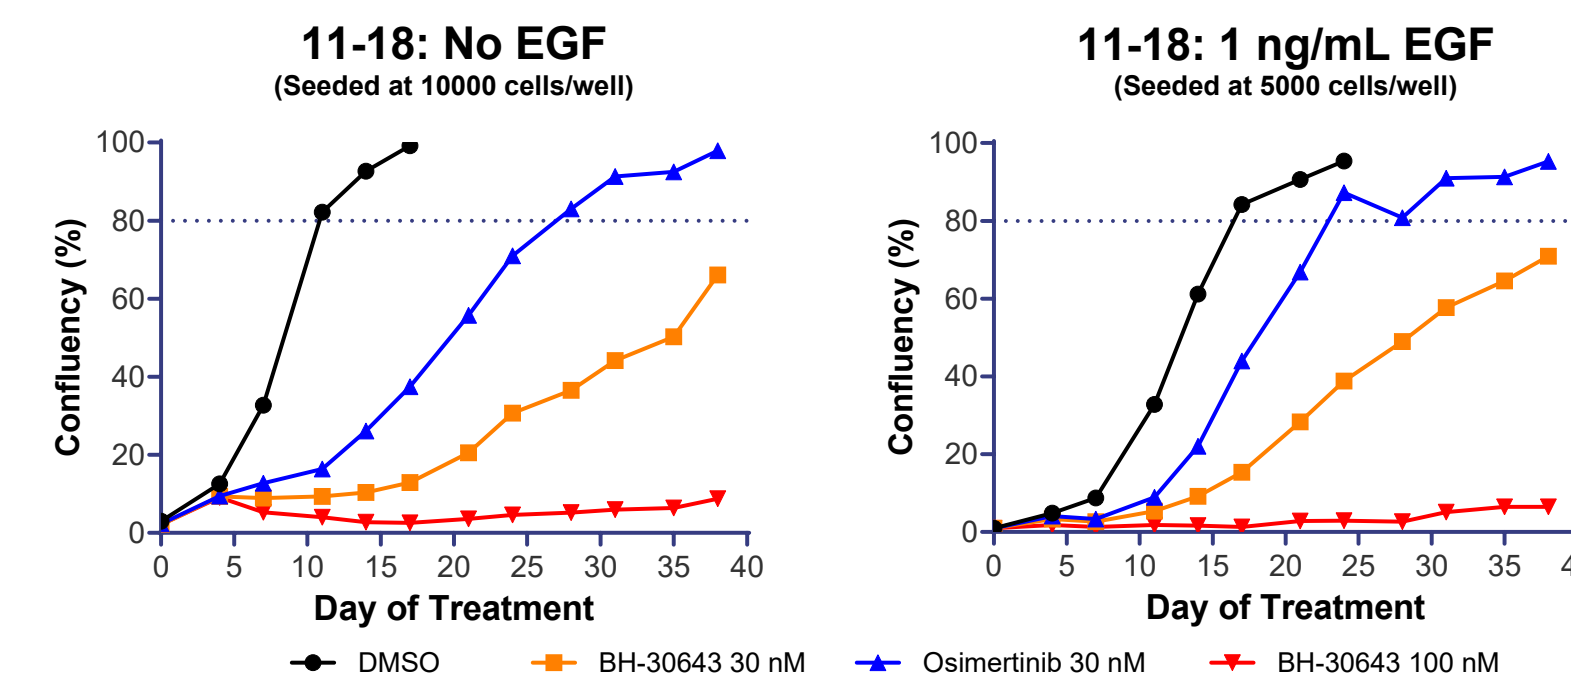 11-18: No EGF
(Seeded at 10000 cells/well)
100
80
60
40
20
0
Confluency (%)
0 5 10 15 20 25 30 35 40
Day of Treatment
11-18: 1 ng/mL EGF
(Seeded at 5000 cells/well)
100
80
60
40
20
0
Confluency (%)
0 5 10 15 20 25 30 35 4
Day of Treatment
DMSO BH-30643 30 nM Osimertinib 30 nM BH-30643 100 nM